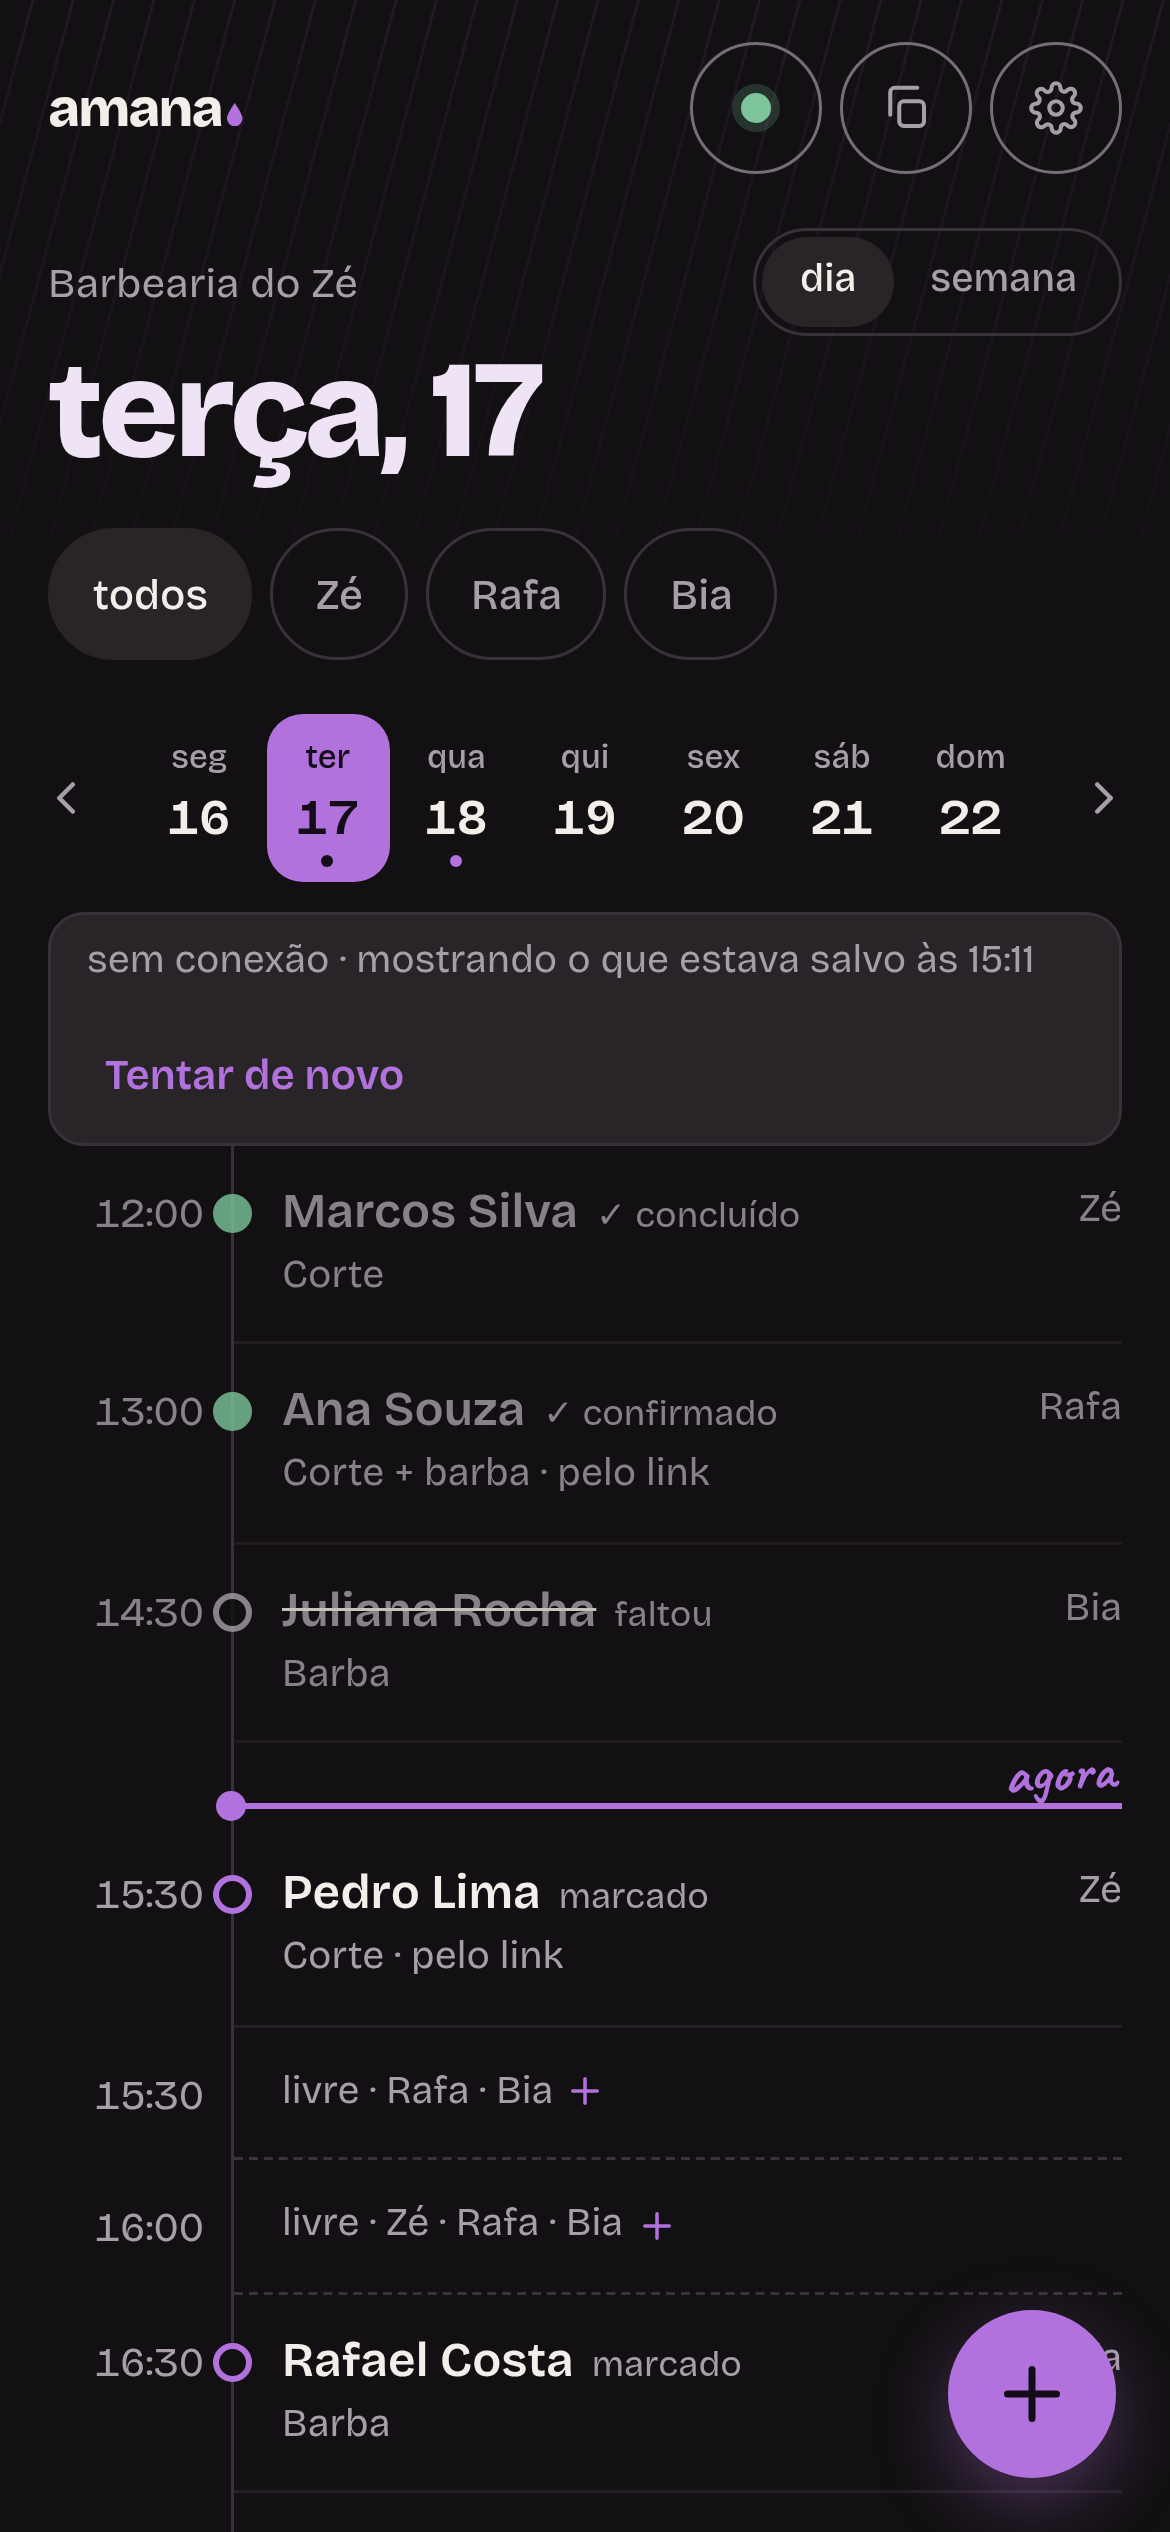 amana
Barbearia do Zé
dia semana
terça, 17
todos Zé Rafa Bia
seg ter qua qui sex sáb dom
16 17 18 19 20 21 22
sem conexão · mostrando o que estava salvo às 15:11
Tentar de novo
12:00 Marcos Silva ✓ concluído Zé
Corte
13:00 Ana Souza ✓ confirmado Rafa
Corte + barba · pelo link
14:30 Juliana Rocha faltou Bia
Barba
agora
15:30 Pedro Lima marcado Zé
Corte · pelo link
15:30 livre · Rafa · Bia +
16:00 livre · Zé · Rafa · Bia +
16:30 Rafael Costa marcado
Barba